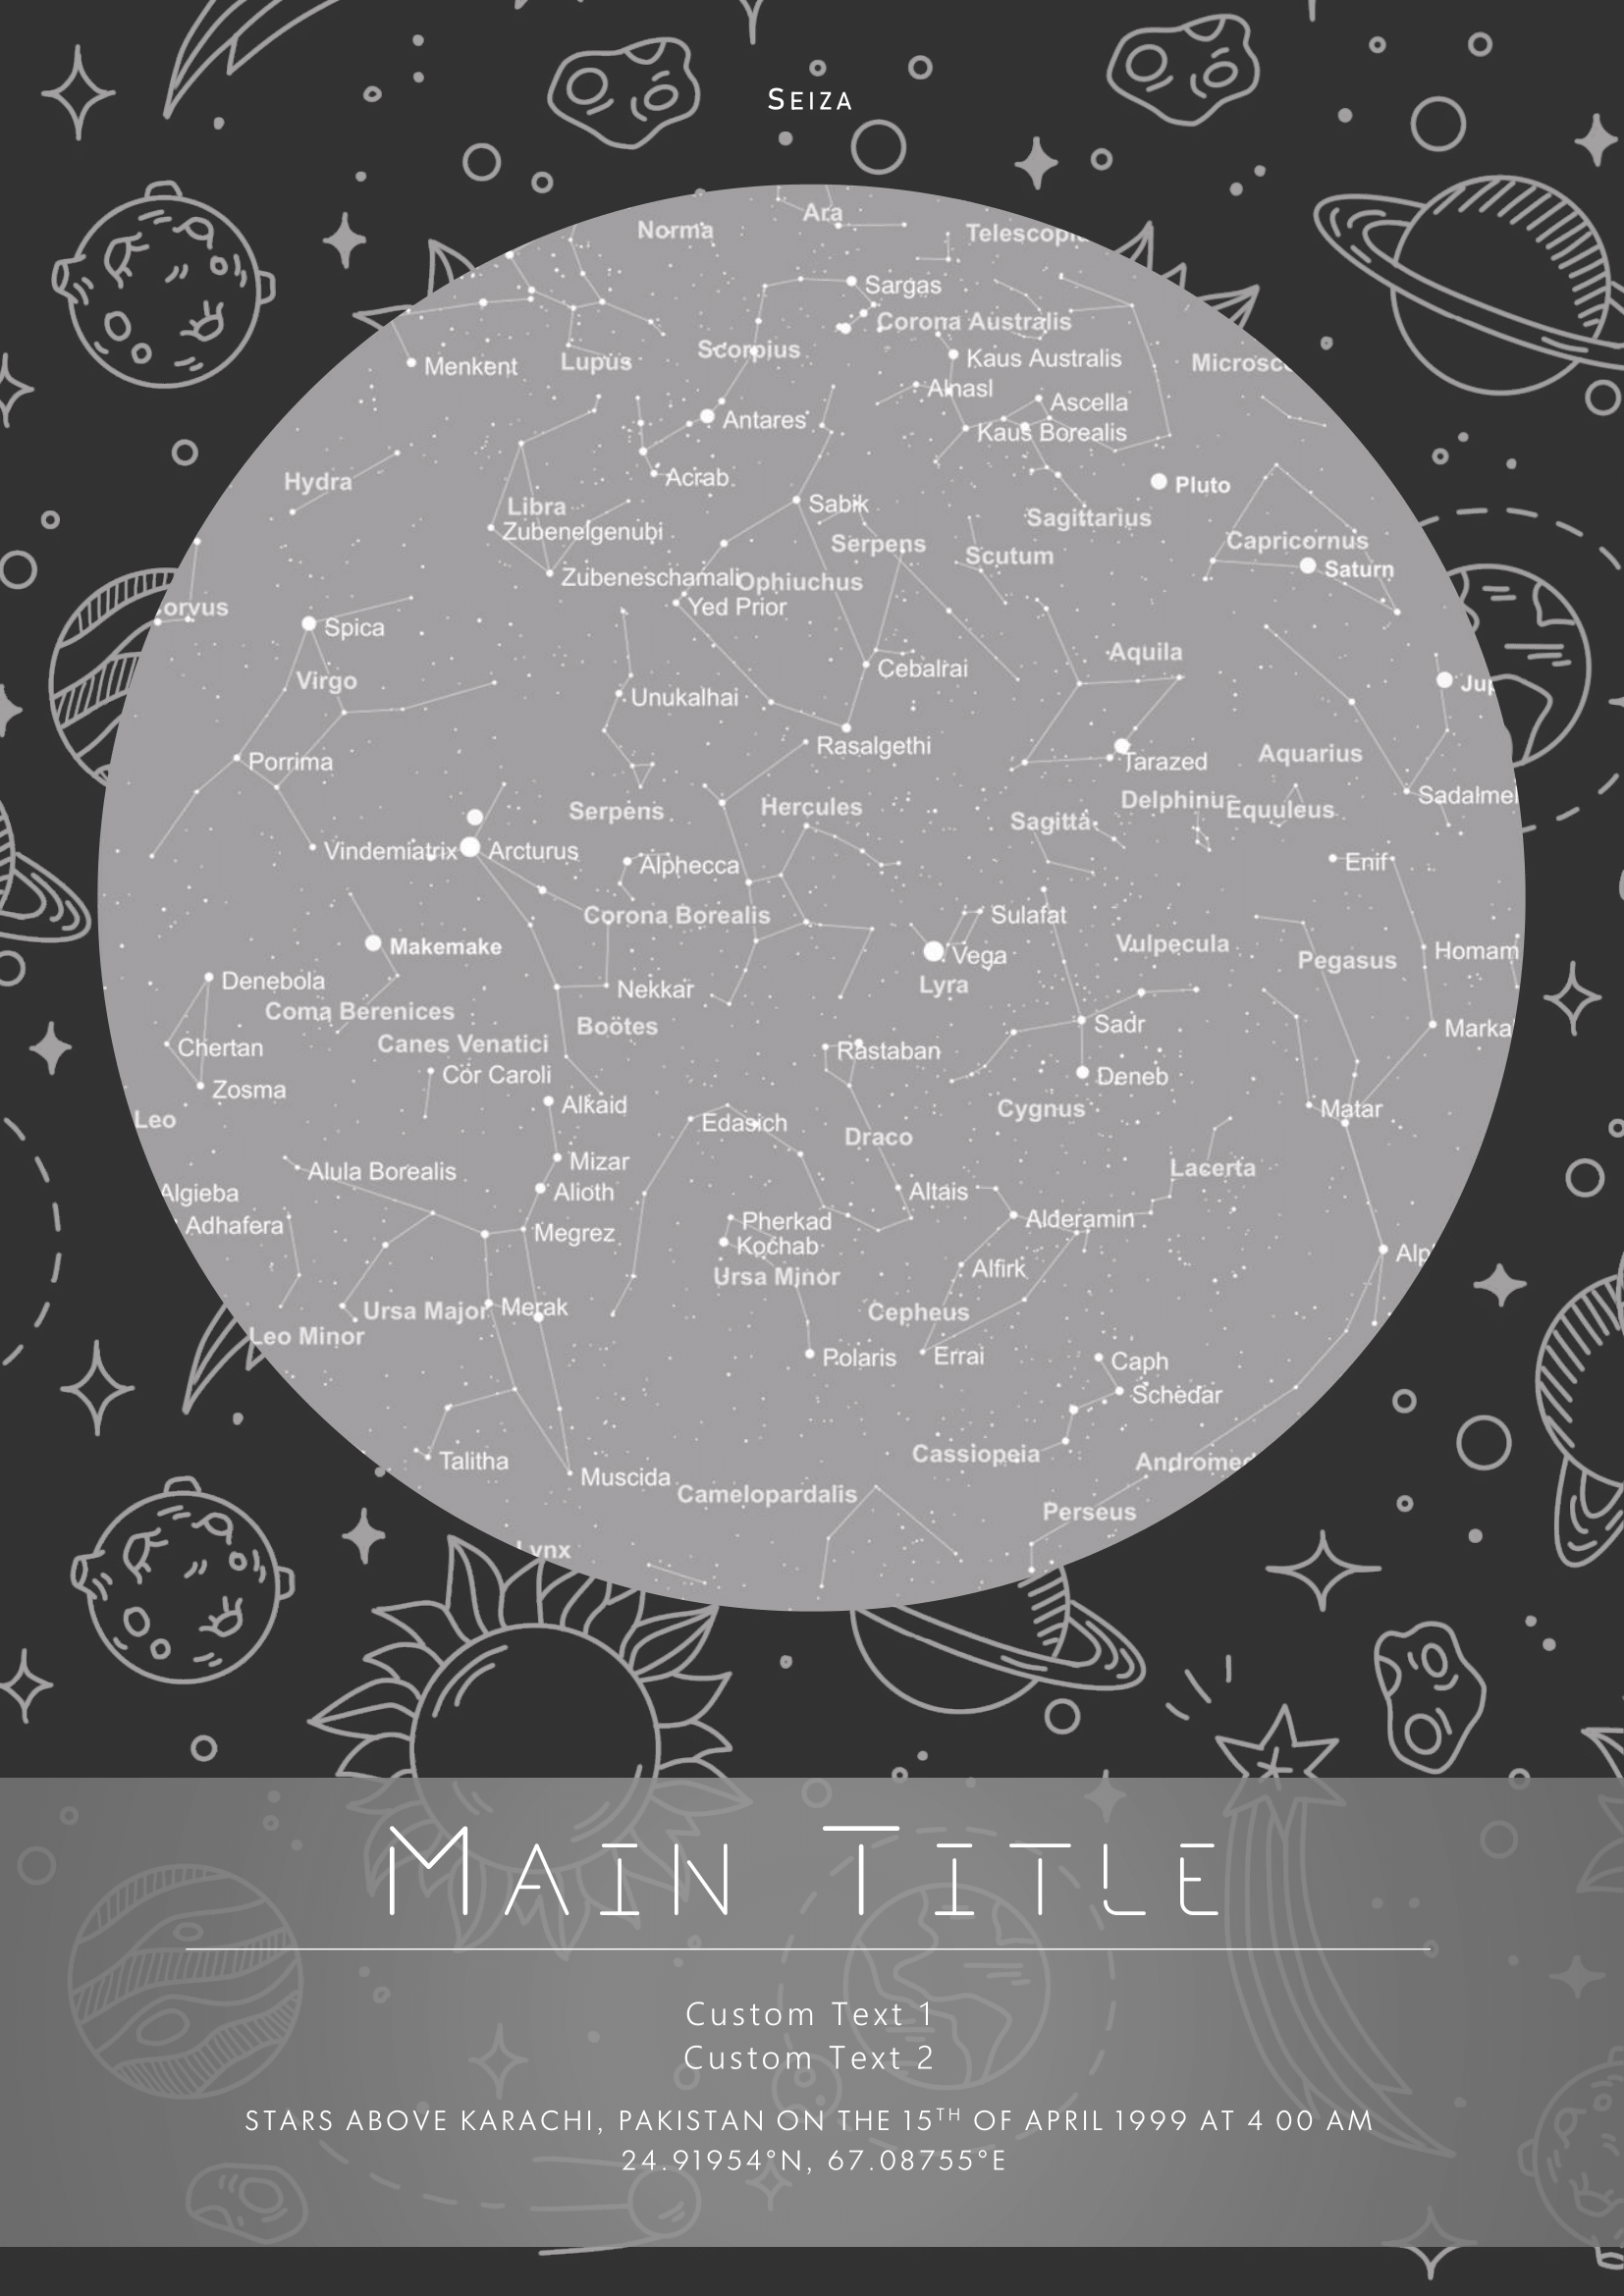 Seiza
Ara
Norma
Telescopiu
Sargas
Corona Australis
Scorpius
Kaus Australis
Lupus
Menkent
Microsc
Alnasl
Ascella
Antares
Kaus Borealis
Acrab
Hydra
Pluto
Sabik
Libra
Sagittarius
Zubenelgenubi
Serpens
Capricornus
Scutum
Saturn
Zubeneschamali
Ophiuchus
Yed Prior
orvus
Spica
Aquila
Cebalrai
Virgo
Jup
Unukalhai
Rasalgethi
Aquarius
Porrima
Tarazed
Sadalmel
Delphinus
Hercules
Equuleus
Serpens
Sagitta
Vindemiatrix
Arcturus
Enif
Alphecca
Corona Borealis
Sulafat
Vulpecula
Makemake
Homam
Vega
Pegasus
Denebola
Lyra
Nekkar
Coma Berenices
Boötes
Sadr
Marka
Canes Venatici
Chertan
Rastaban
Cor Caroli
Deneb
Zosma
Alkaid
Cygnus
Matar
Leo
Edasich
Draco
Mizar
Lacerta
Alula Borealis
Algieba
Alioth
Altais
Pherkad
Alderamin
Adhafera
Megrez
Kochab
Alp
Alfirk
Ursa Minor
Merak
Ursa Major
Cepheus
Leo Minor
Errai
Polaris
Caph
Schedar
Cassiopeia
Talitha
Andromed
Muscida
Camelopardalis
Perseus
Lynx
Main Title
Custom Text 1
Custom Text 2
STARS ABOVE KARACHI, PAKISTAN ON THE 15TH OF APRIL 1999 AT 4 00 AM
24.91954°N, 67.08755°E